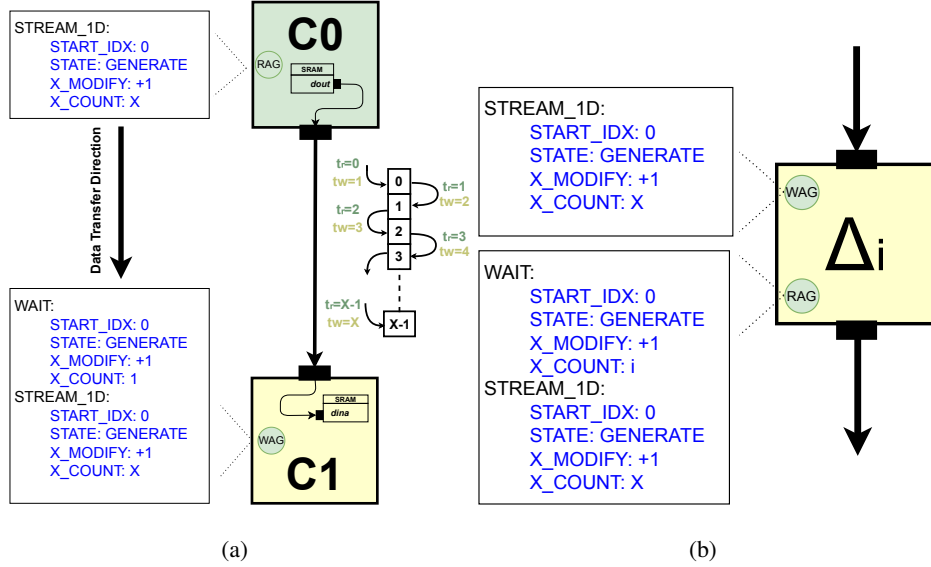 STREAM_1D:
START_IDX: 0
STATE: GENERATE
X_MODIFY: +1
X_COUNT: X
C0
RAG
SRAM
dout
Data Transfer Direction
tr=0
tw=1
0
tr=1
tw=2
1
tr=2
tw=3
2
tr=3
tw=4
3
tr=X-1
tw=X
X-1
WAIT:
START_IDX: 0
STATE: GENERATE
X_MODIFY: +1
X_COUNT: 1
STREAM_1D:
START_IDX: 0
STATE: GENERATE
X_MODIFY: +1
X_COUNT: X
SRAM
dina
WAG
C1
(a)
STREAM_1D:
START_IDX: 0
STATE: GENERATE
X_MODIFY: +1
X_COUNT: X
WAG
Δi
RAG
WAIT:
START_IDX: 0
STATE: GENERATE
X_MODIFY: +1
X_COUNT: i
STREAM_1D:
START_IDX: 0
STATE: GENERATE
X_MODIFY: +1
X_COUNT: X
(b)